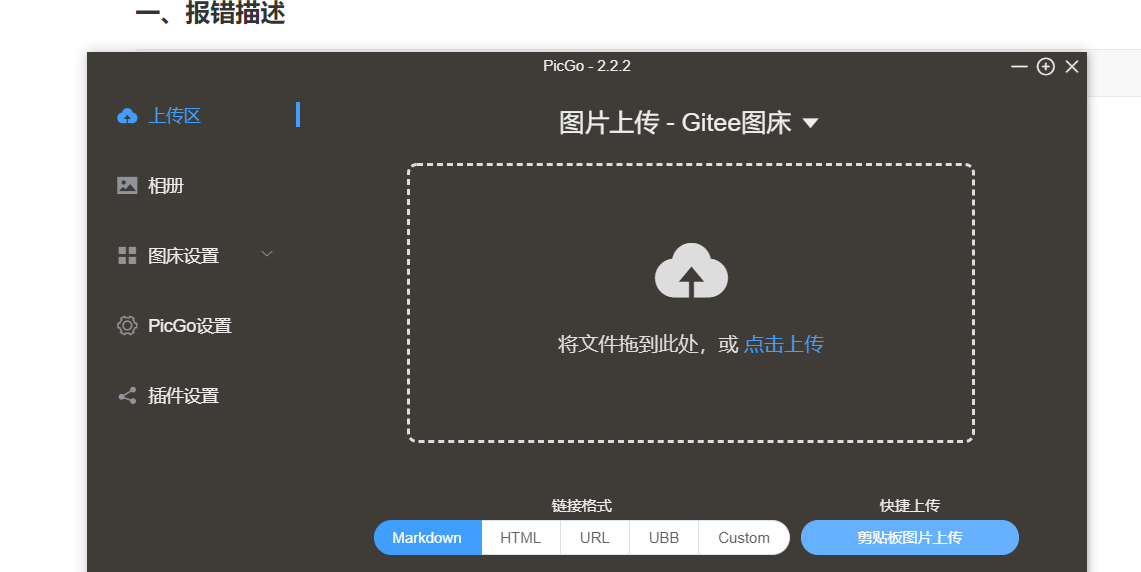 一、报错描述
PicGo - 2.2.2
上传区
相册
图床设置
PicGo设置
插件设置
图片上传 - Gitee图床
将文件拖到此处，或 点击上传
链接格式
Markdown HTML URL UBB Custom
快捷上传
剪贴板图片上传